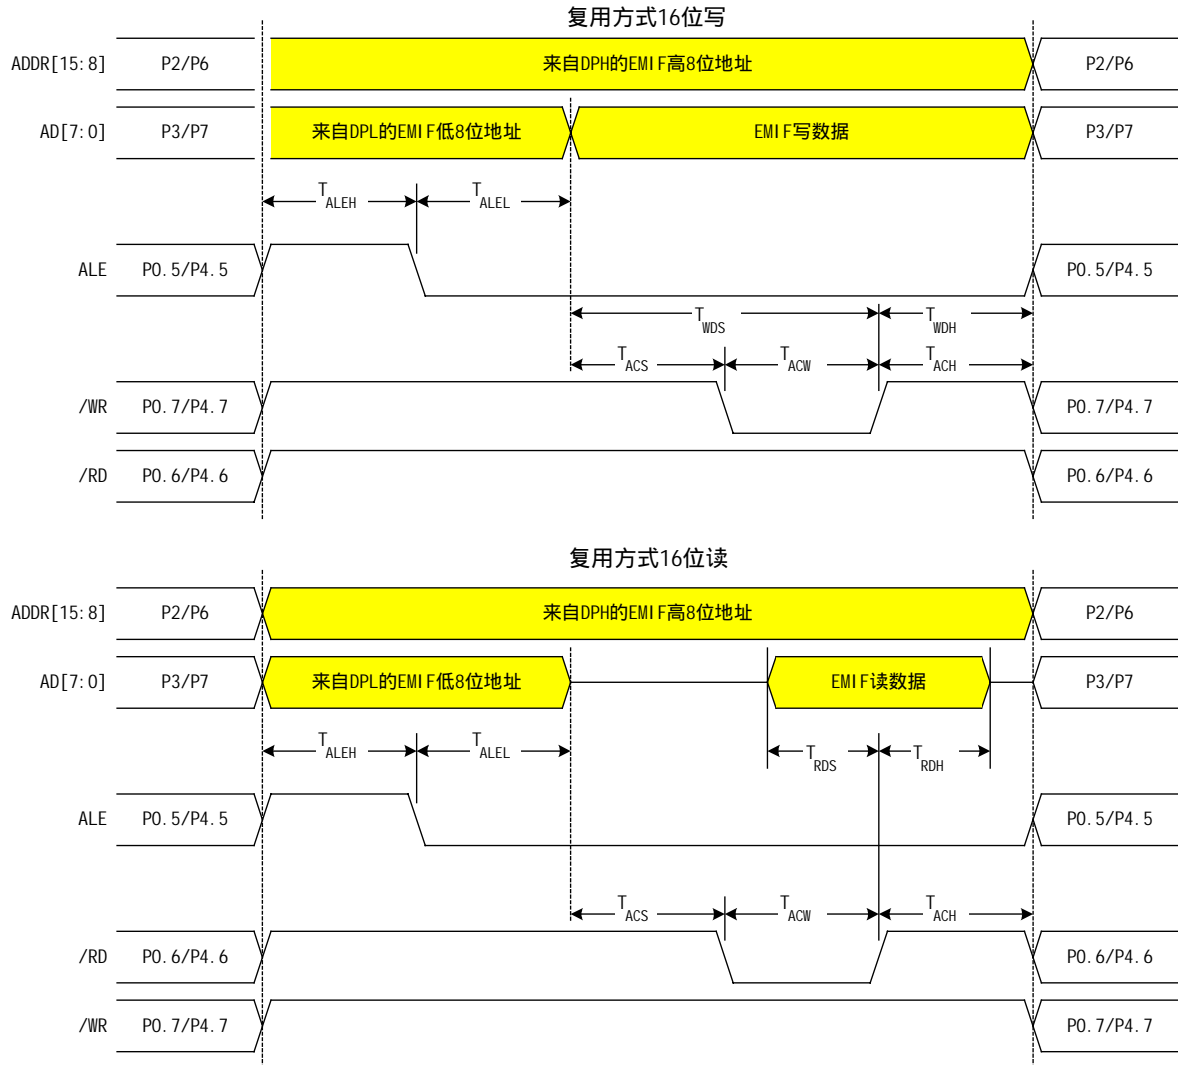 复用方式16位写
ADDR[15:8] P2/P6 来自DPH的EMIF高8位地址 P2/P6
AD[7:0] P3/P7 来自DPL的EMIF低8位地址 EMIF写数据 P3/P7
TALEH TALEL
ALE P0.5/P4.5 P0.5/P4.5
TWDS TWDH
TACS TACW TACH
/WR P0.7/P4.7 P0.7/P4.7
/RD P0.6/P4.6 P0.6/P4.6
复用方式16位读
ADDR[15:8] P2/P6 来自DPH的EMIF高8位地址 P2/P6
AD[7:0] P3/P7 来自DPL的EMIF低8位地址 EMIF读数据 P3/P7
TALEH TALEL TRDS TRDH
ALE P0.5/P4.5 P0.5/P4.5
TACS TACW TACH
/RD P0.6/P4.6 P0.6/P4.6
/WR P0.7/P4.7 P0.7/P4.7